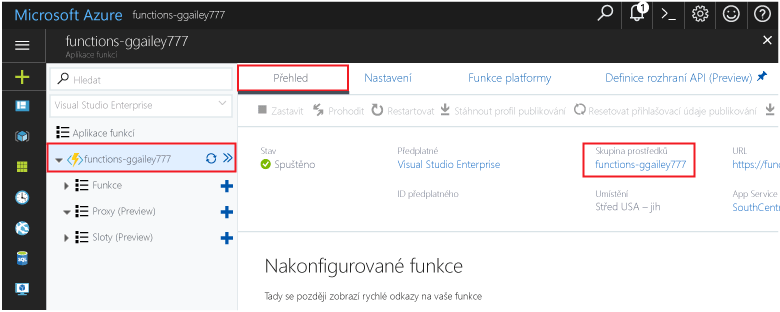 Microsoft Azure functions-ggailey777
1
functions-ggailey777
Aplikace funkcí
Hledat
Visual Studio Enterprise
Aplikace funkcí
functions-ggailey777
Funkce
Proxy (Preview)
Sloty (Preview)
Přehled Nastavení Funkce platformy Definice rozhraní API (Preview)
Zastavit Prohodit Restartovat Stáhnout profil publikování Resetovat přihlašovací údaje publikování
Stav Předplatné Skupina prostředků URL
Spuštěno Visual Studio Enterprise functions-ggailey777 https://func
ID předplatného Umístění App Service
Střed USA – jih SouthCentr
Nakonfigurované funkce
Tady se později zobrazí rychlé odkazy na vaše funkce